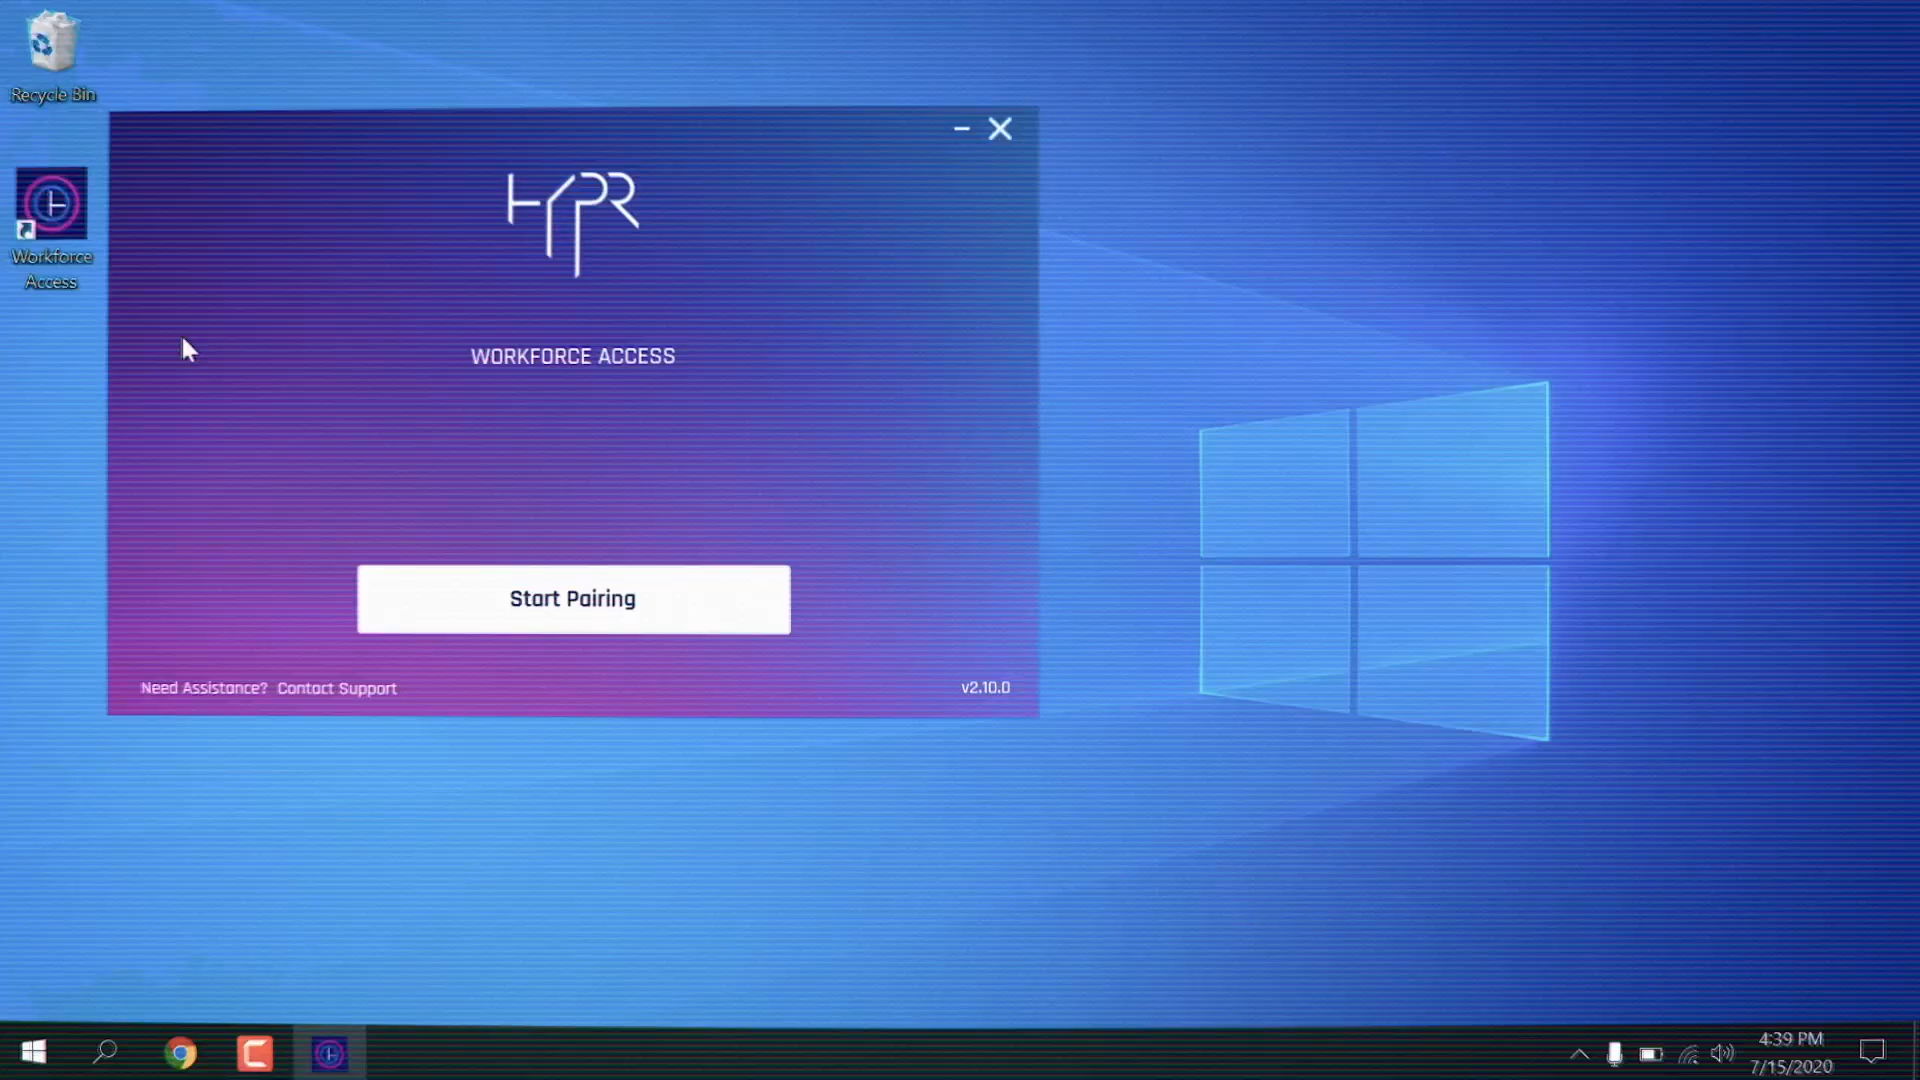 Recycle Bin
Workforce
Access
HYPR
WORKFORCE ACCESS
Start Pairing
Need Assistance? Contact Support
v2.10.0
4:39 PM
7/15/2020